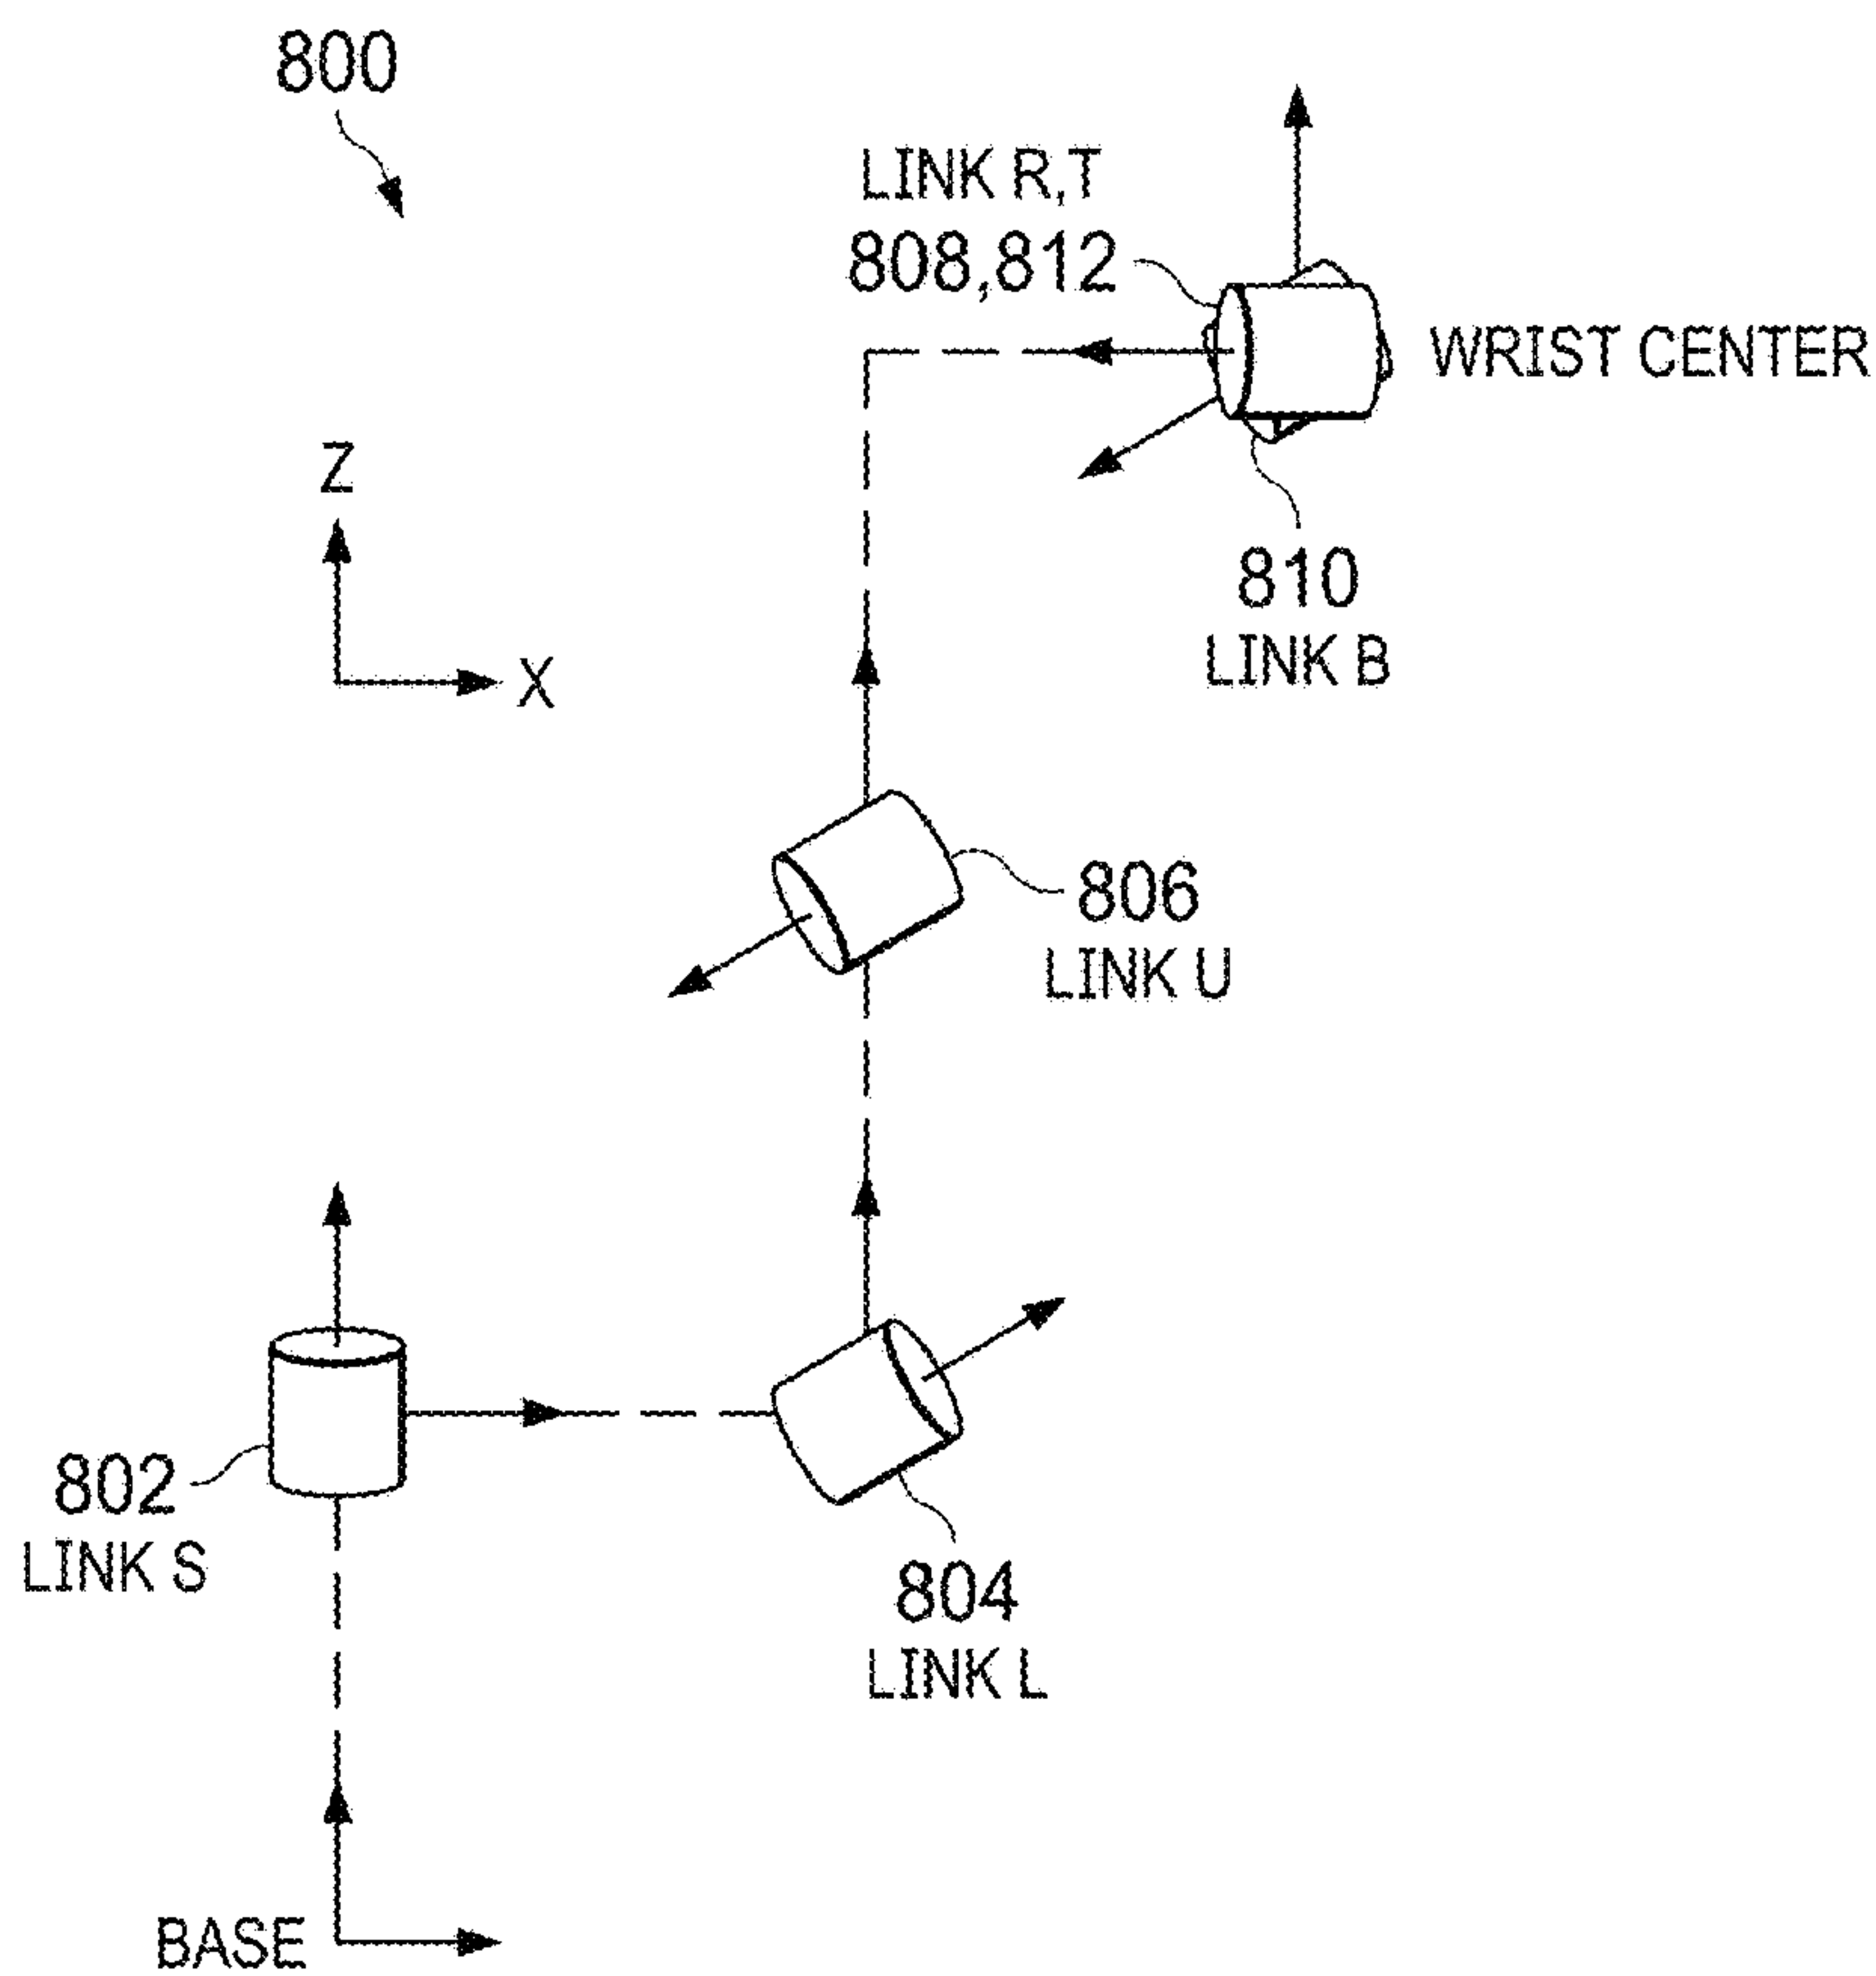 800
LINK R,T
808,812
WRIST CENTER
Z
X
810
LINK B
806
LINK U
802
LINK S
804
LINK L
BASE